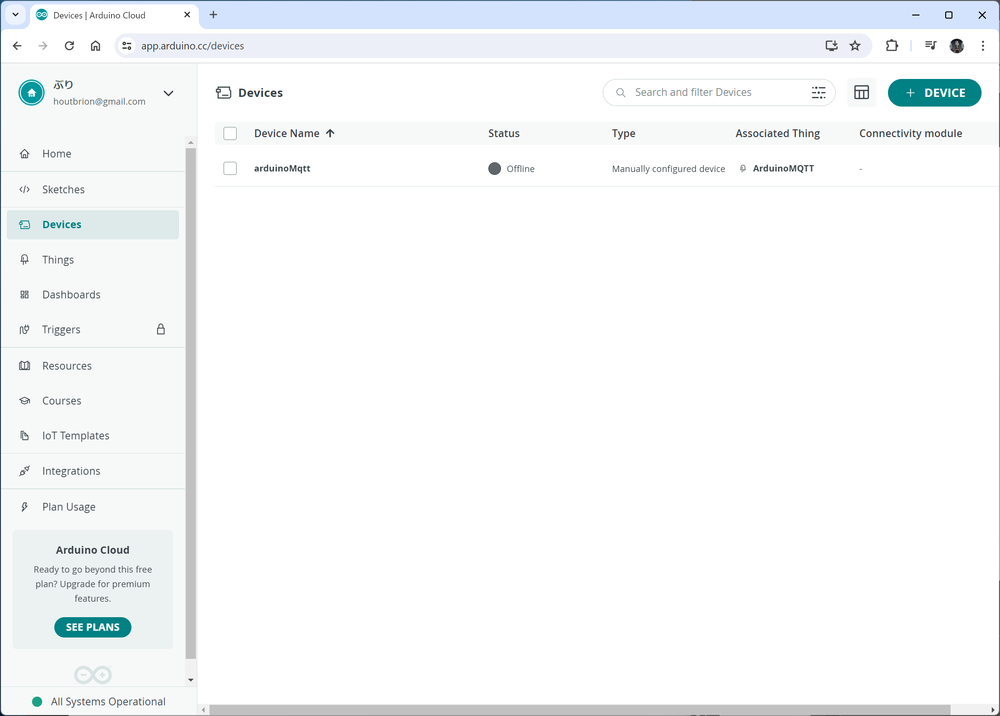 Devices | Arduino Cloud
app.arduino.cc/devices
ぶり
houtbrion@gmail.com
Home
Sketches
Devices
Things
Dashboards
Triggers
Resources
Courses
IoT Templates
Integrations
Plan Usage
Arduino Cloud
Ready to go beyond this free
plan? Upgrade for premium
features.
SEE PLANS
All Systems Operational
Devices
Search and filter Devices
+ DEVICE
Device Name Status Type Associated Thing Connectivity module
arduinoMqtt Offline Manually configured device ArduinoMQTT -